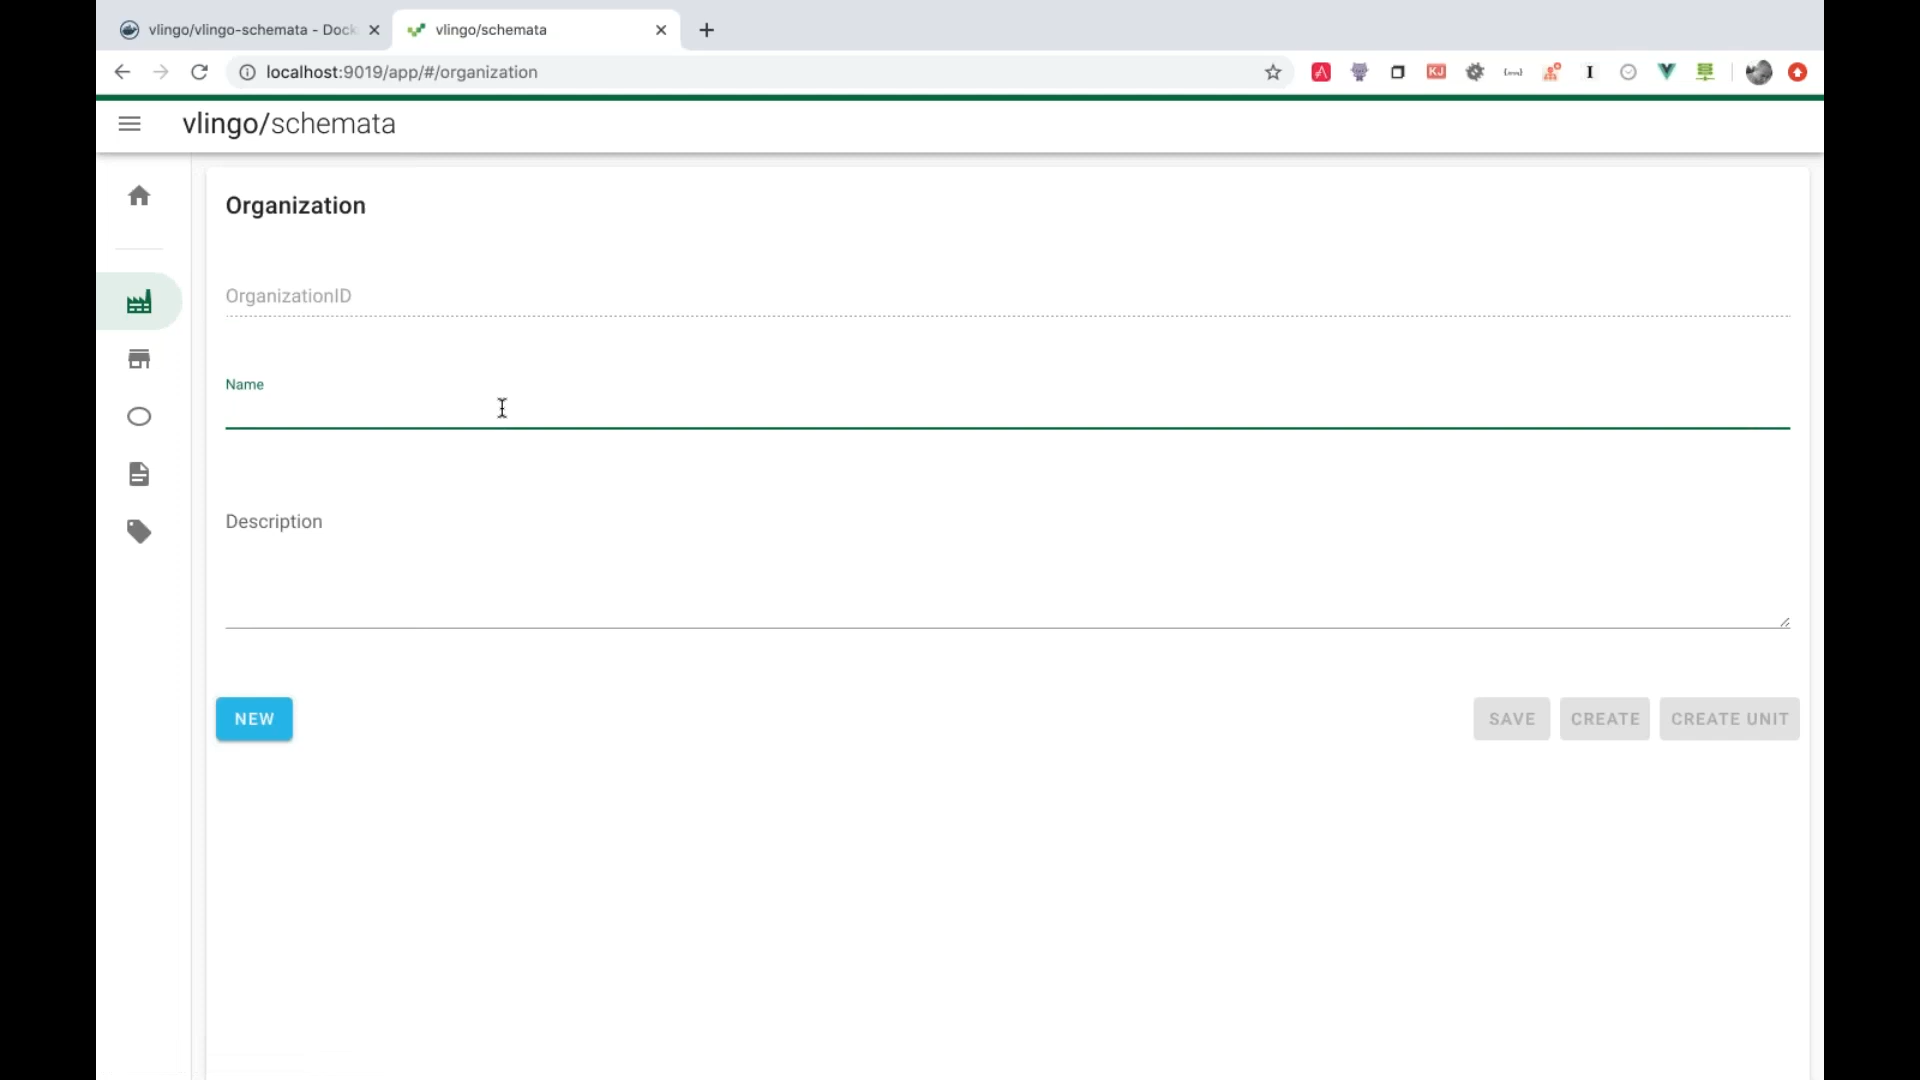 vlingo/vlingo-schemata - Dock
vlingo/schemata
localhost:9019/app/#/organization
KJ
vlingo/schemata
Organization
OrganizationID
Name
Description
NEW
SAVE
CREATE
CREATE UNIT